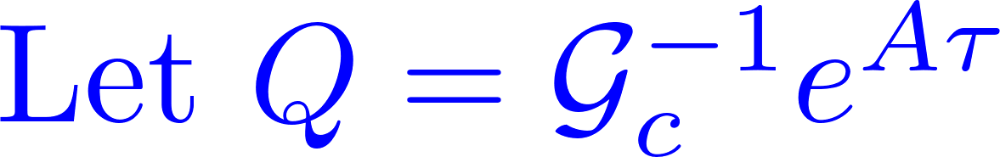 Let $Q = \mathcal{G}_c^{-1} e^{A\tau}$